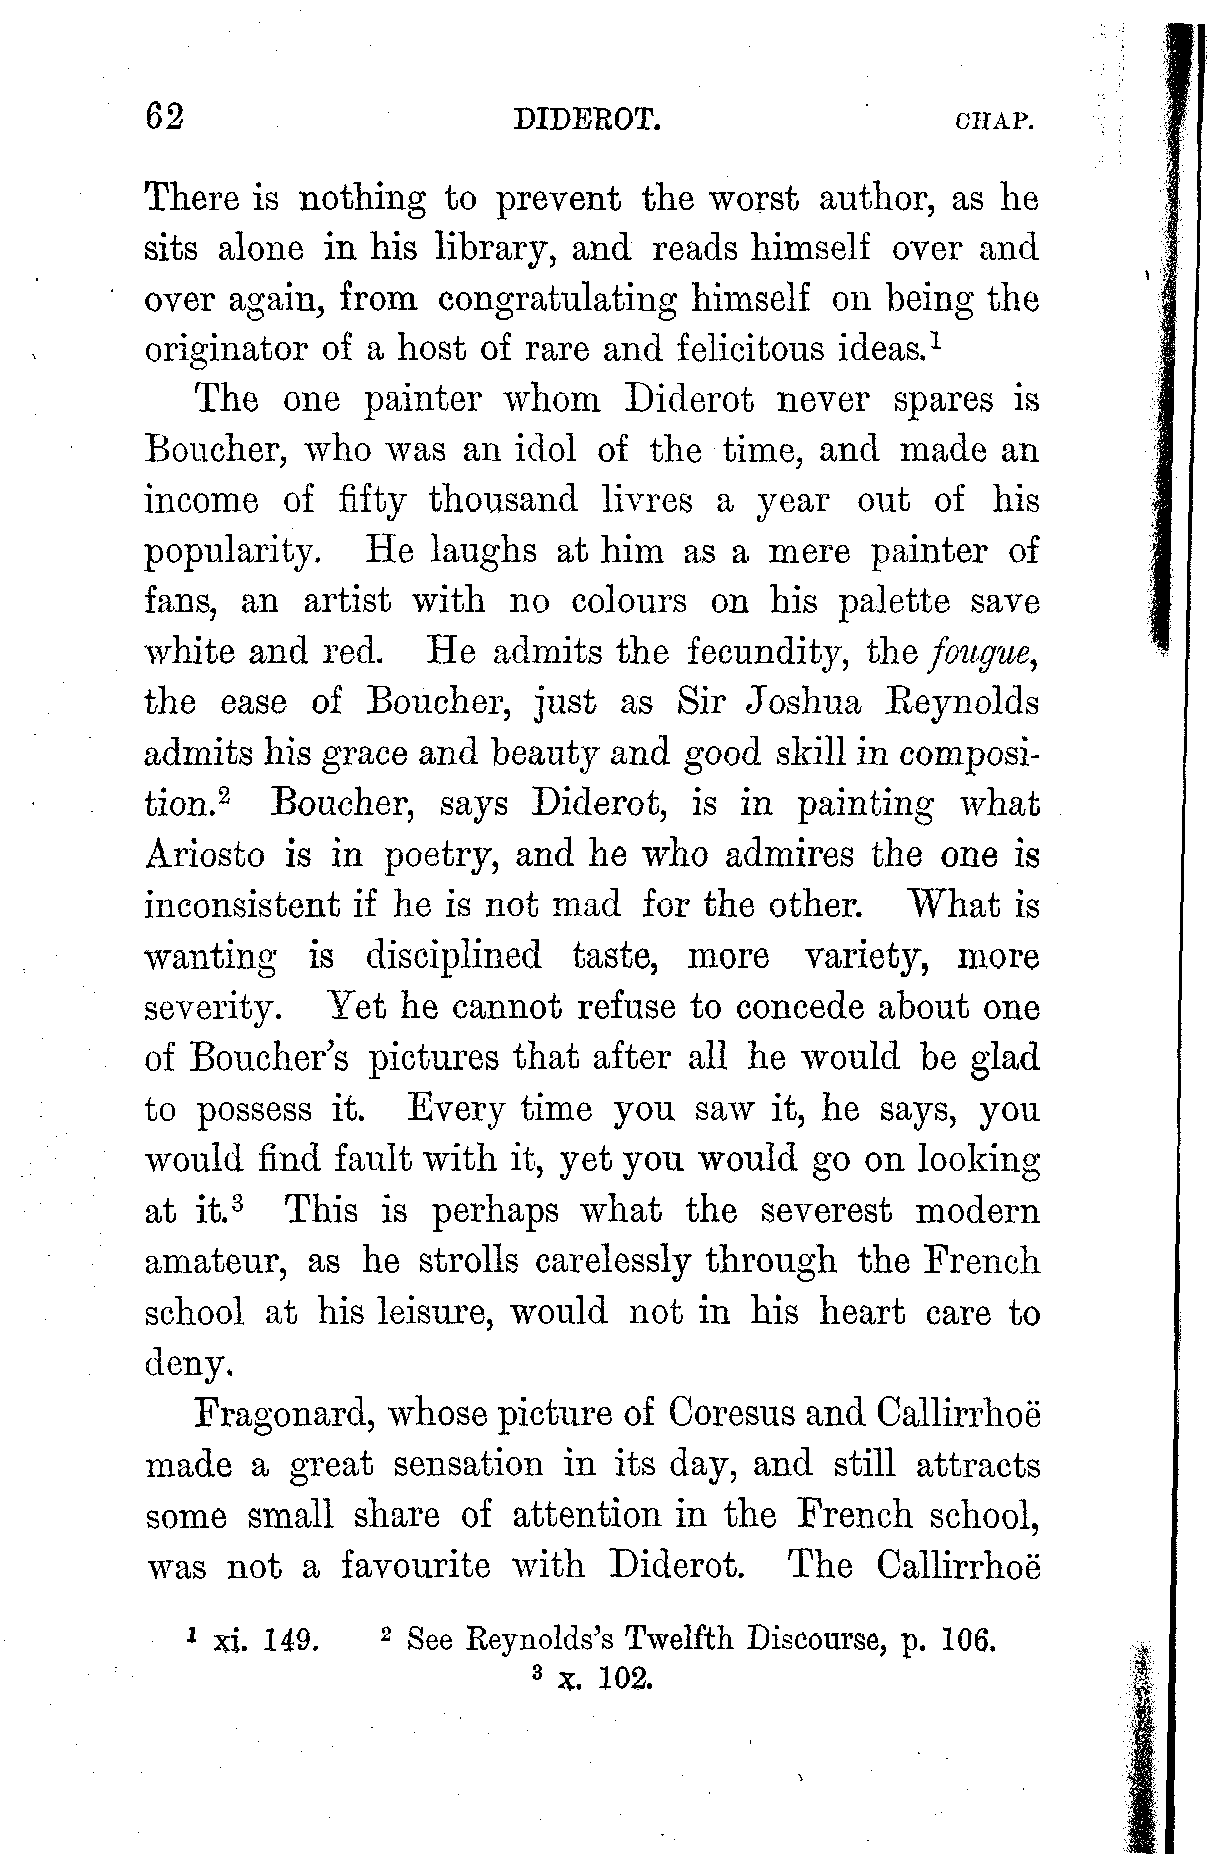 62 DIDEROT. CHAP.
There is nothing to prevent the worst author, as he
sits alone in his library, and reads himself over and
over again, from congratulating himself on being the
originator of a host of rare and felicitous ideas.¹
The one painter whom Diderot never spares is
Boucher, who was an idol of the time, and made an
income of fifty thousand livres a year out of his
popularity. He laughs at him as a mere painter of
fans, an artist with no colours on his palette save
white and red. He admits the fecundity, the fougue,
the ease of Boucher, just as Sir Joshua Reynolds
admits his grace and beauty and good skill in composi-
tion.² Boucher, says Diderot, is in painting what
Ariosto is in poetry, and he who admires the one is
inconsistent if he is not mad for the other. What is
wanting is disciplined taste, more variety, more
severity. Yet he cannot refuse to concede about one
of Boucher's pictures that after all he would be glad
to possess it. Every time you saw it, he says, you
would find fault with it, yet you would go on looking
at it.³ This is perhaps what the severest modern
amateur, as he strolls carelessly through the French
school at his leisure, would not in his heart care to
deny.
Fragonard, whose picture of Coresus and Callirrhoë
made a great sensation in its day, and still attracts
some small share of attention in the French school,
was not a favourite with Diderot. The Callirrhoë
¹ xi. 149. ² See Reynolds's Twelfth Discourse, p. 106.
³ x. 102.